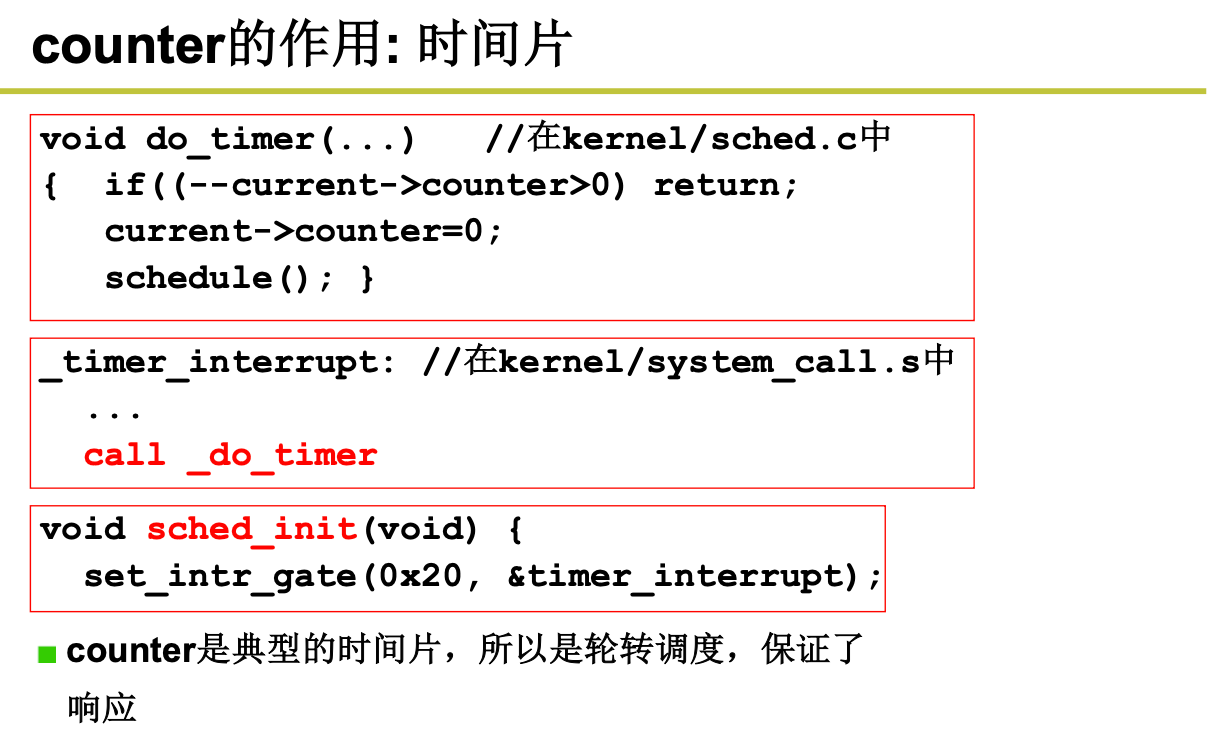 counter的作用: 时间片
void do_timer(...) //在kernel/sched.c中
{ if((--current->counter>0) return;
current->counter=0;
schedule(); }
_timer_interrupt: //在kernel/system_call.s中
...
call _do_timer
void sched_init(void) {
set_intr_gate(0x20, &timer_interrupt);
counter是典型的时间片，所以是轮转调度，保证了
响应